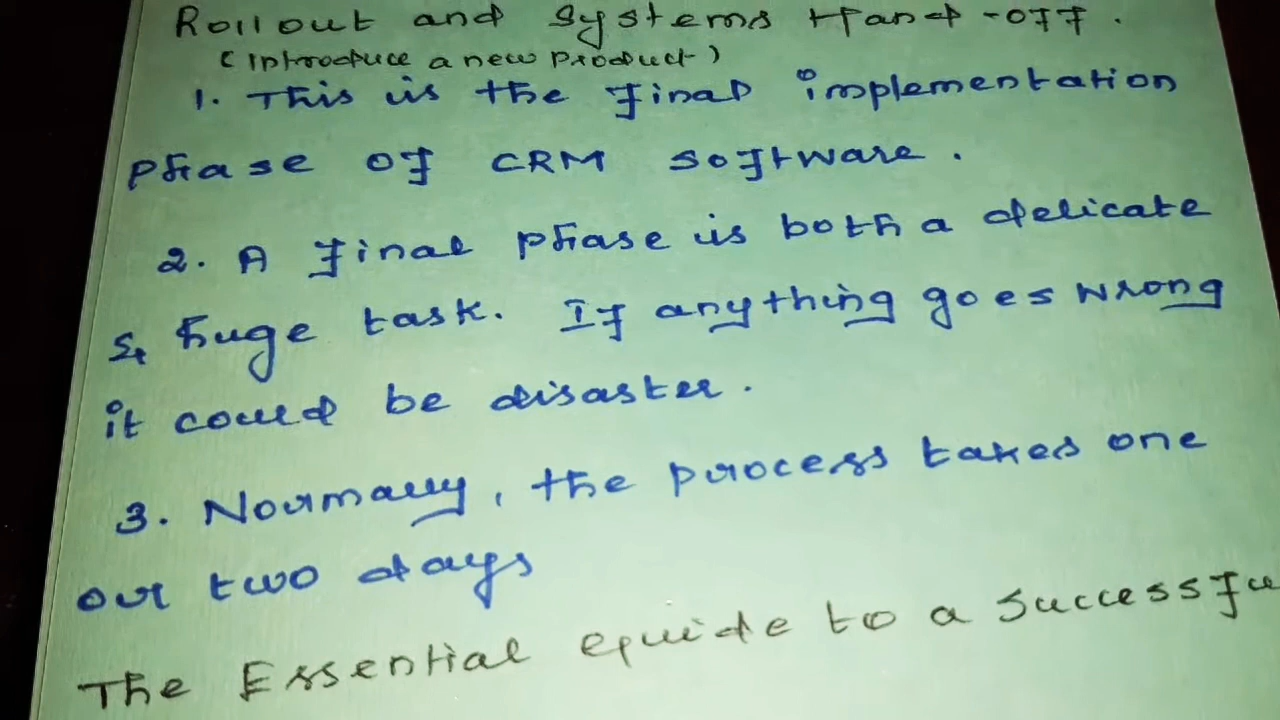 Rollout and Systems Hand-off.
(Introduce a new product)
1. This is the final implementation
phase of CRM software.
2. A final phase is both a delicate
& huge task. If anything goes wrong
it could be disaster.
3. Normally, the process takes one
or two days
The Essential guide to a successfu